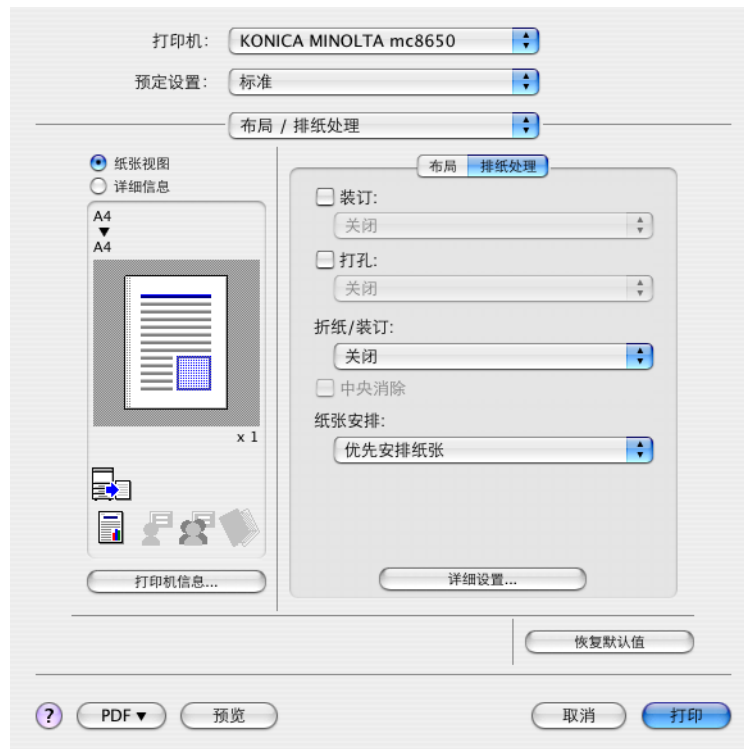 打印机: KONICA MINOLTA mc8650
预定设置: 标准
布局 / 排纸处理
纸张视图
详细信息
A4
A4
x 1
打印机信息...
布局 排纸处理
装订:
关闭
打孔:
关闭
折纸/装订:
关闭
中央消除
纸张安排:
优先安排纸张
详细设置...
恢复默认值
? PDF▼ 预览 取消 打印